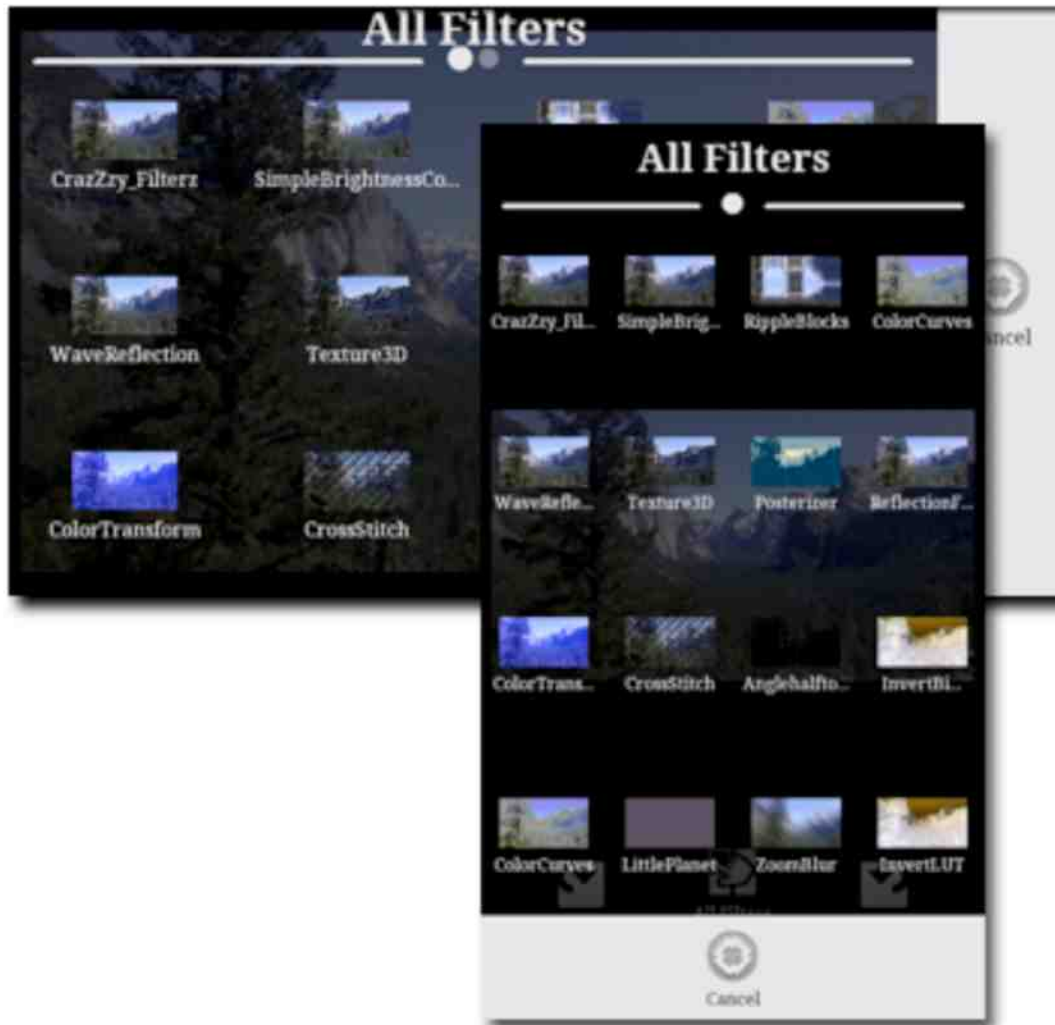 All Filters
CrazZry_Filterz SimpleBrightnessCo...
WaveReflection Texture3D
ColorTransform CrossStitch
ncel
All Filters
CrazZry_Fil... SimpleBrig... RippleBlocks ColorCurves
WaveRefle... Texture3D Posterizer ReflectionF...
ColorTrans... CrossStitch Anglehalfto... InvertBi...
ColorCurves LittlePlanet ZoomBlur InvertLUT
Cancel